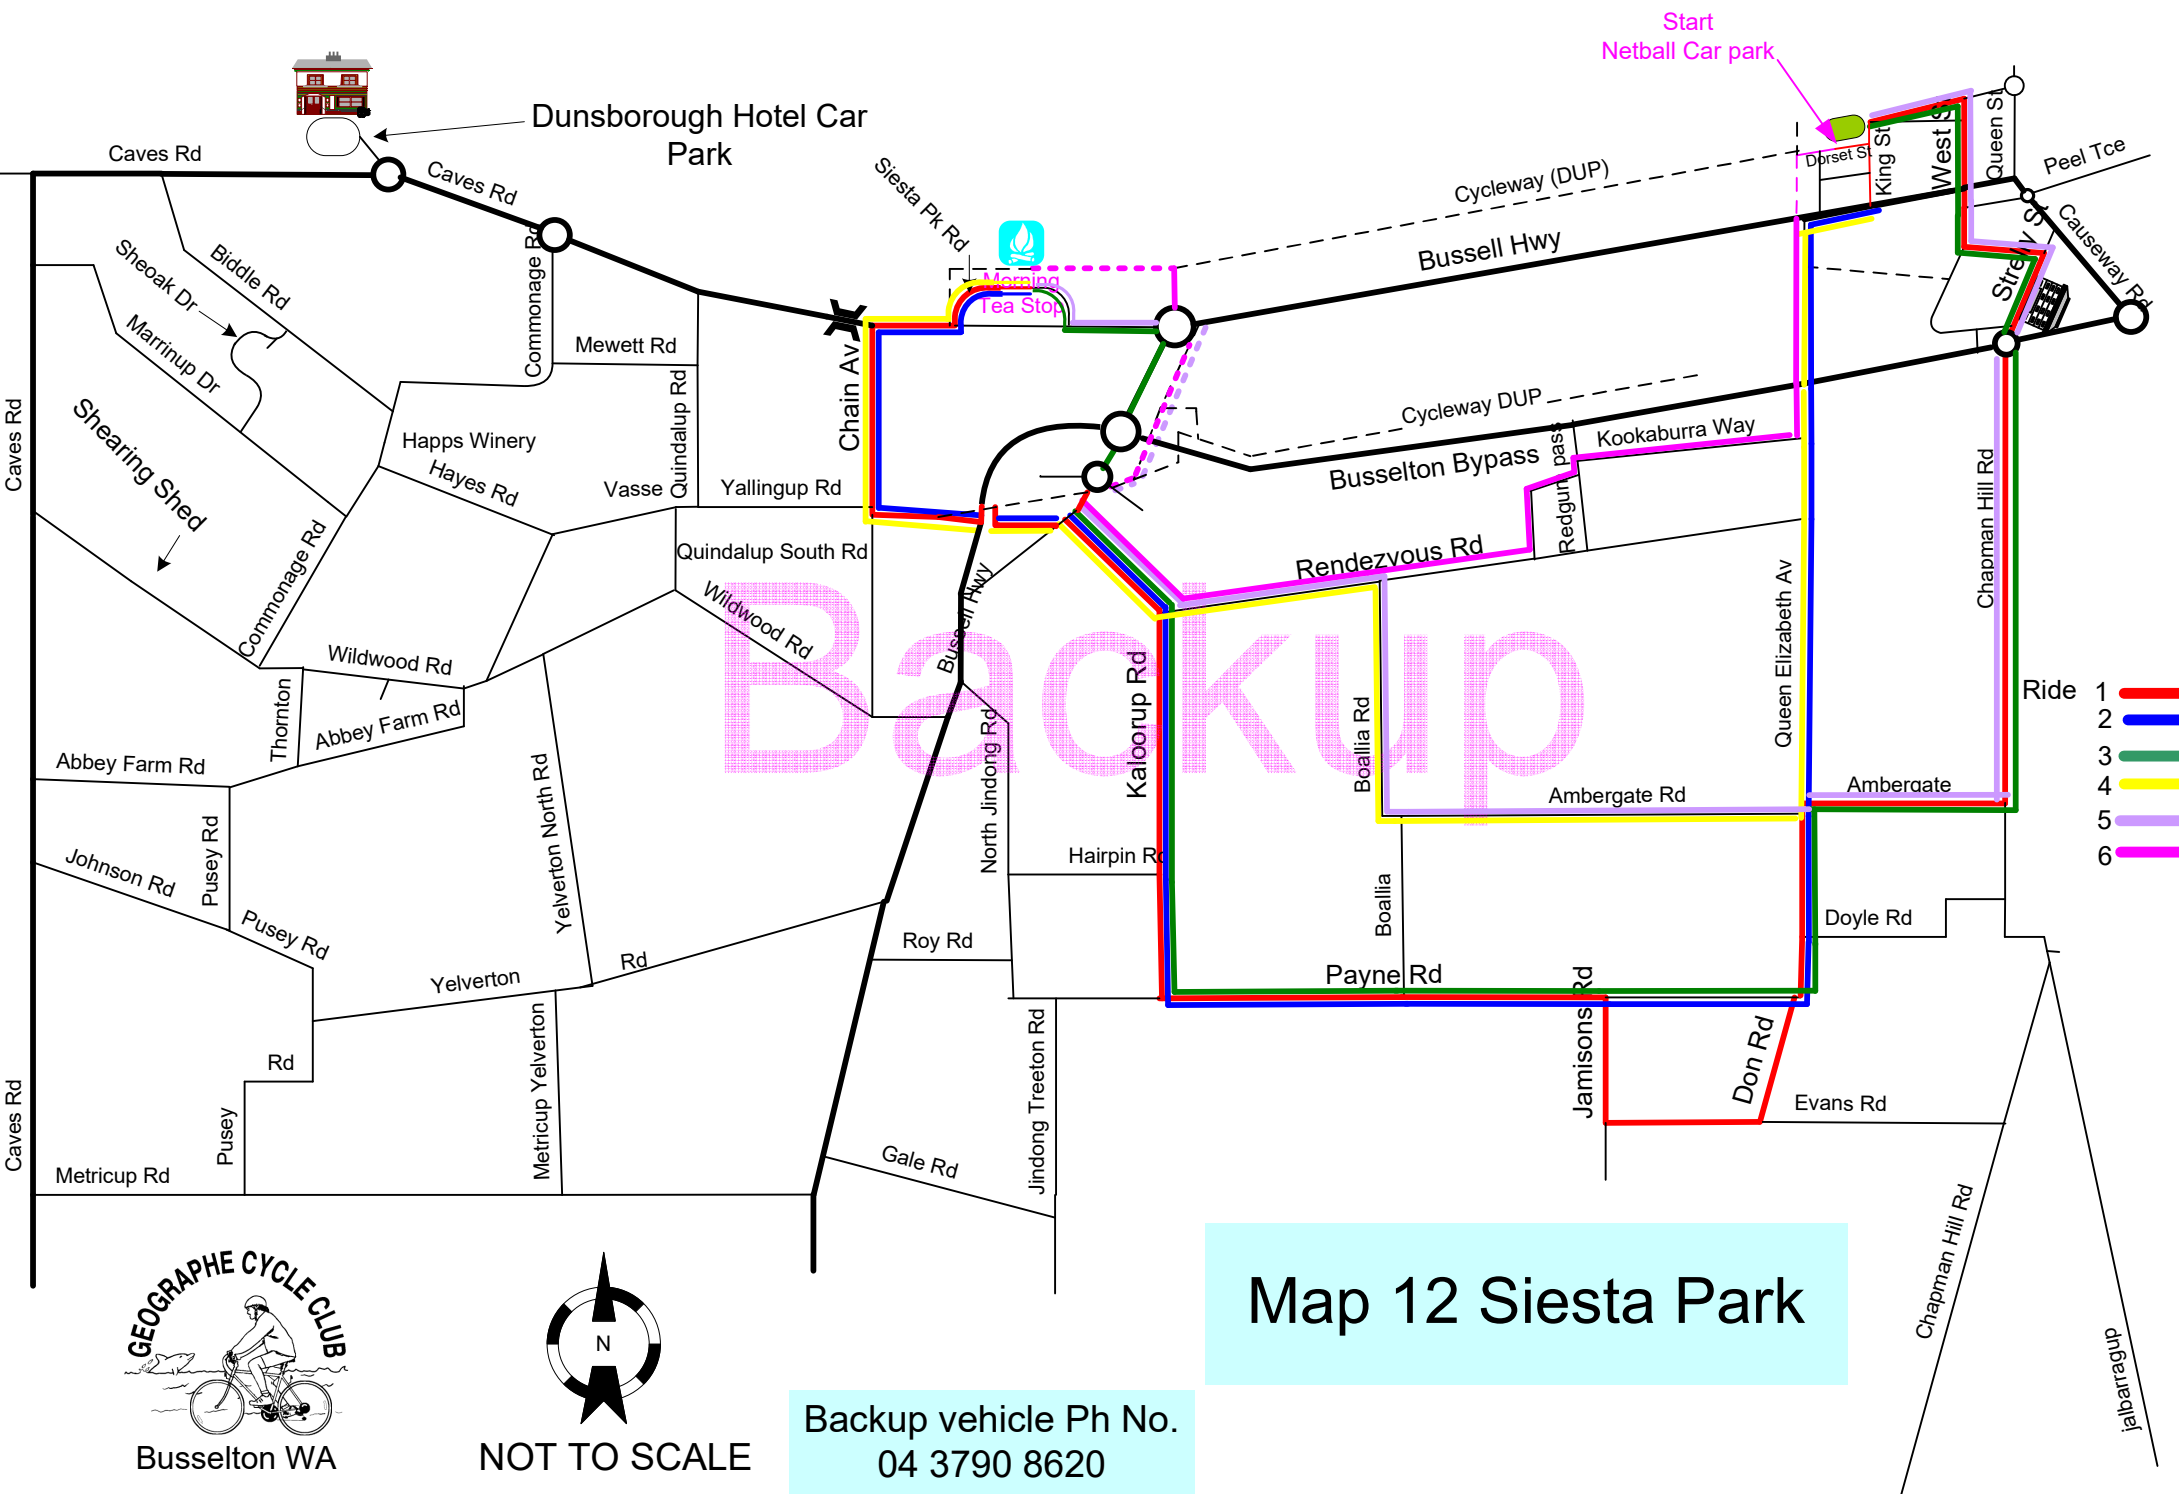 Start
Netball Car park
Dunsborough Hotel Car
Park
Caves Rd
Caves Rd
Siesta Pk Rd
Cycleway (DUP)
Dorset St
King St
West St
Queen St
Peel Tce
Causeway Rd
Strelly St
Sheoak Dr
Biddle Rd
Marrinup Dr
Commonage Rd
Bussell Hwy
Morning
Tea Stop
Mewett Rd
Chain Av
Quindalup Rd
Shearing Shed
Caves Rd
Happs Winery
Hayes Rd
Vasse
Yallingup Rd
Cycleway DUP
Kookaburra Way
Busselton Bypass
Redgum pass
Rendezvous Rd
Chapman Hill Rd
Commonage Rd
Quindalup South Rd
Wildwood Rd
Bussell Hwy
Backup
Wildwood Rd
Thornton
Abbey Farm Rd
Abbey Farm Rd
Yelverton North Rd
North Jindong Rd
Kaloorup Rd
Boallia Rd
Queen Elizabeth Av
Ambergate Rd
Ambergate
Ride 1
2
3
4
5
6
Pusey Rd
Johnson Rd
Pusey Rd
Hairpin Rd
Boallia
Doyle Rd
Roy Rd
Yelverton
Rd
Payne Rd
Jamisons Rd
Don Rd
Evans Rd
Rd
Pusey
Metricup Yelverton
Jindong Treeton Rd
Caves Rd
Metricup Rd
Gale Rd
Chapman Hill Rd
jalbarragup
Map 12 Siesta Park
GEOGRAPHE CYCLE CLUB
Busselton WA
N
NOT TO SCALE
Backup vehicle Ph No.
04 3790 8620